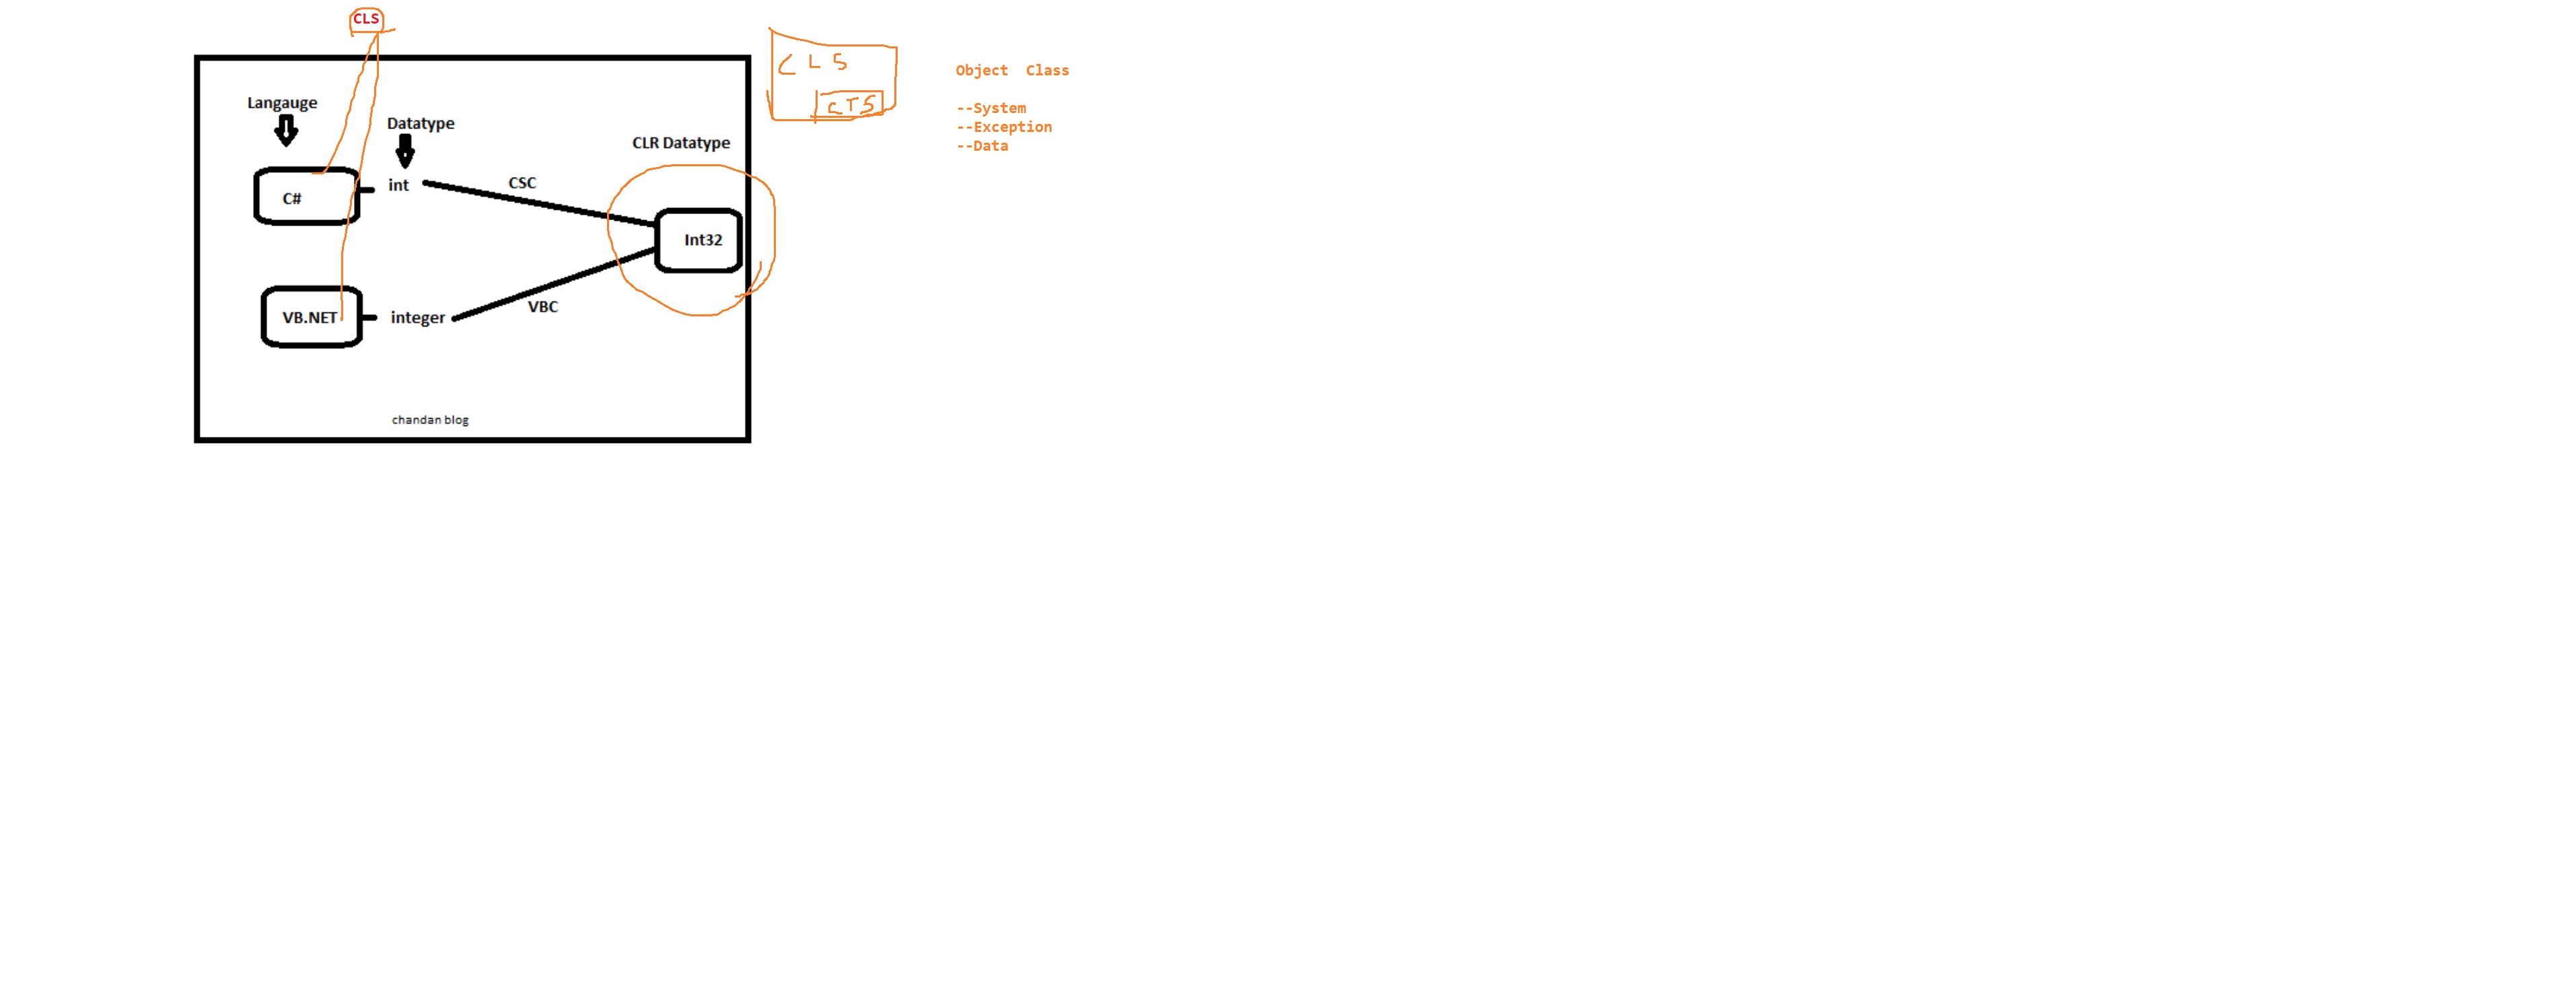 CLS
C L S
CTS
Object Class
--System
--Exception
--Data
Langauge
Datatype
CLR Datatype
C#
int
CSC
Int32
VB.NET
integer
VBC
chandan blog